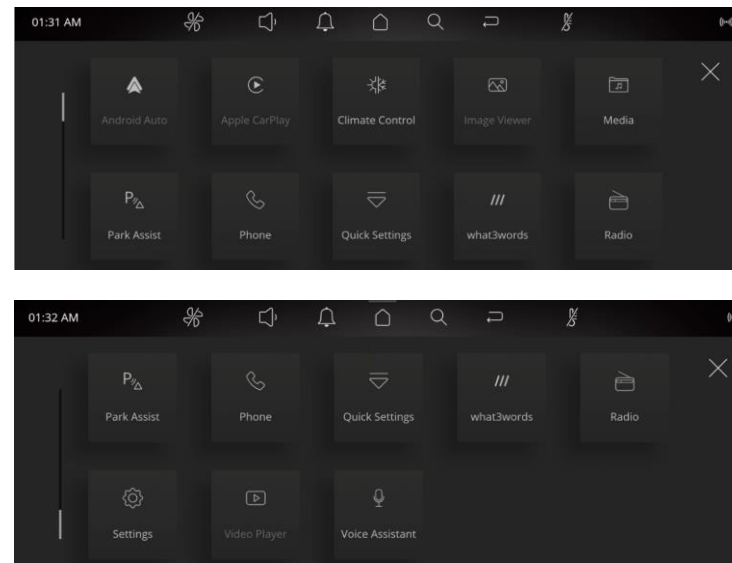 01:31 AM
Android Auto
Apple CarPlay
Climate Control
Image Viewer
Media
Park Assist
Phone
Quick Settings
what3words
Radio
01:32 AM
Park Assist
Phone
Quick Settings
what3words
Radio
Settings
Video Player
Voice Assistant